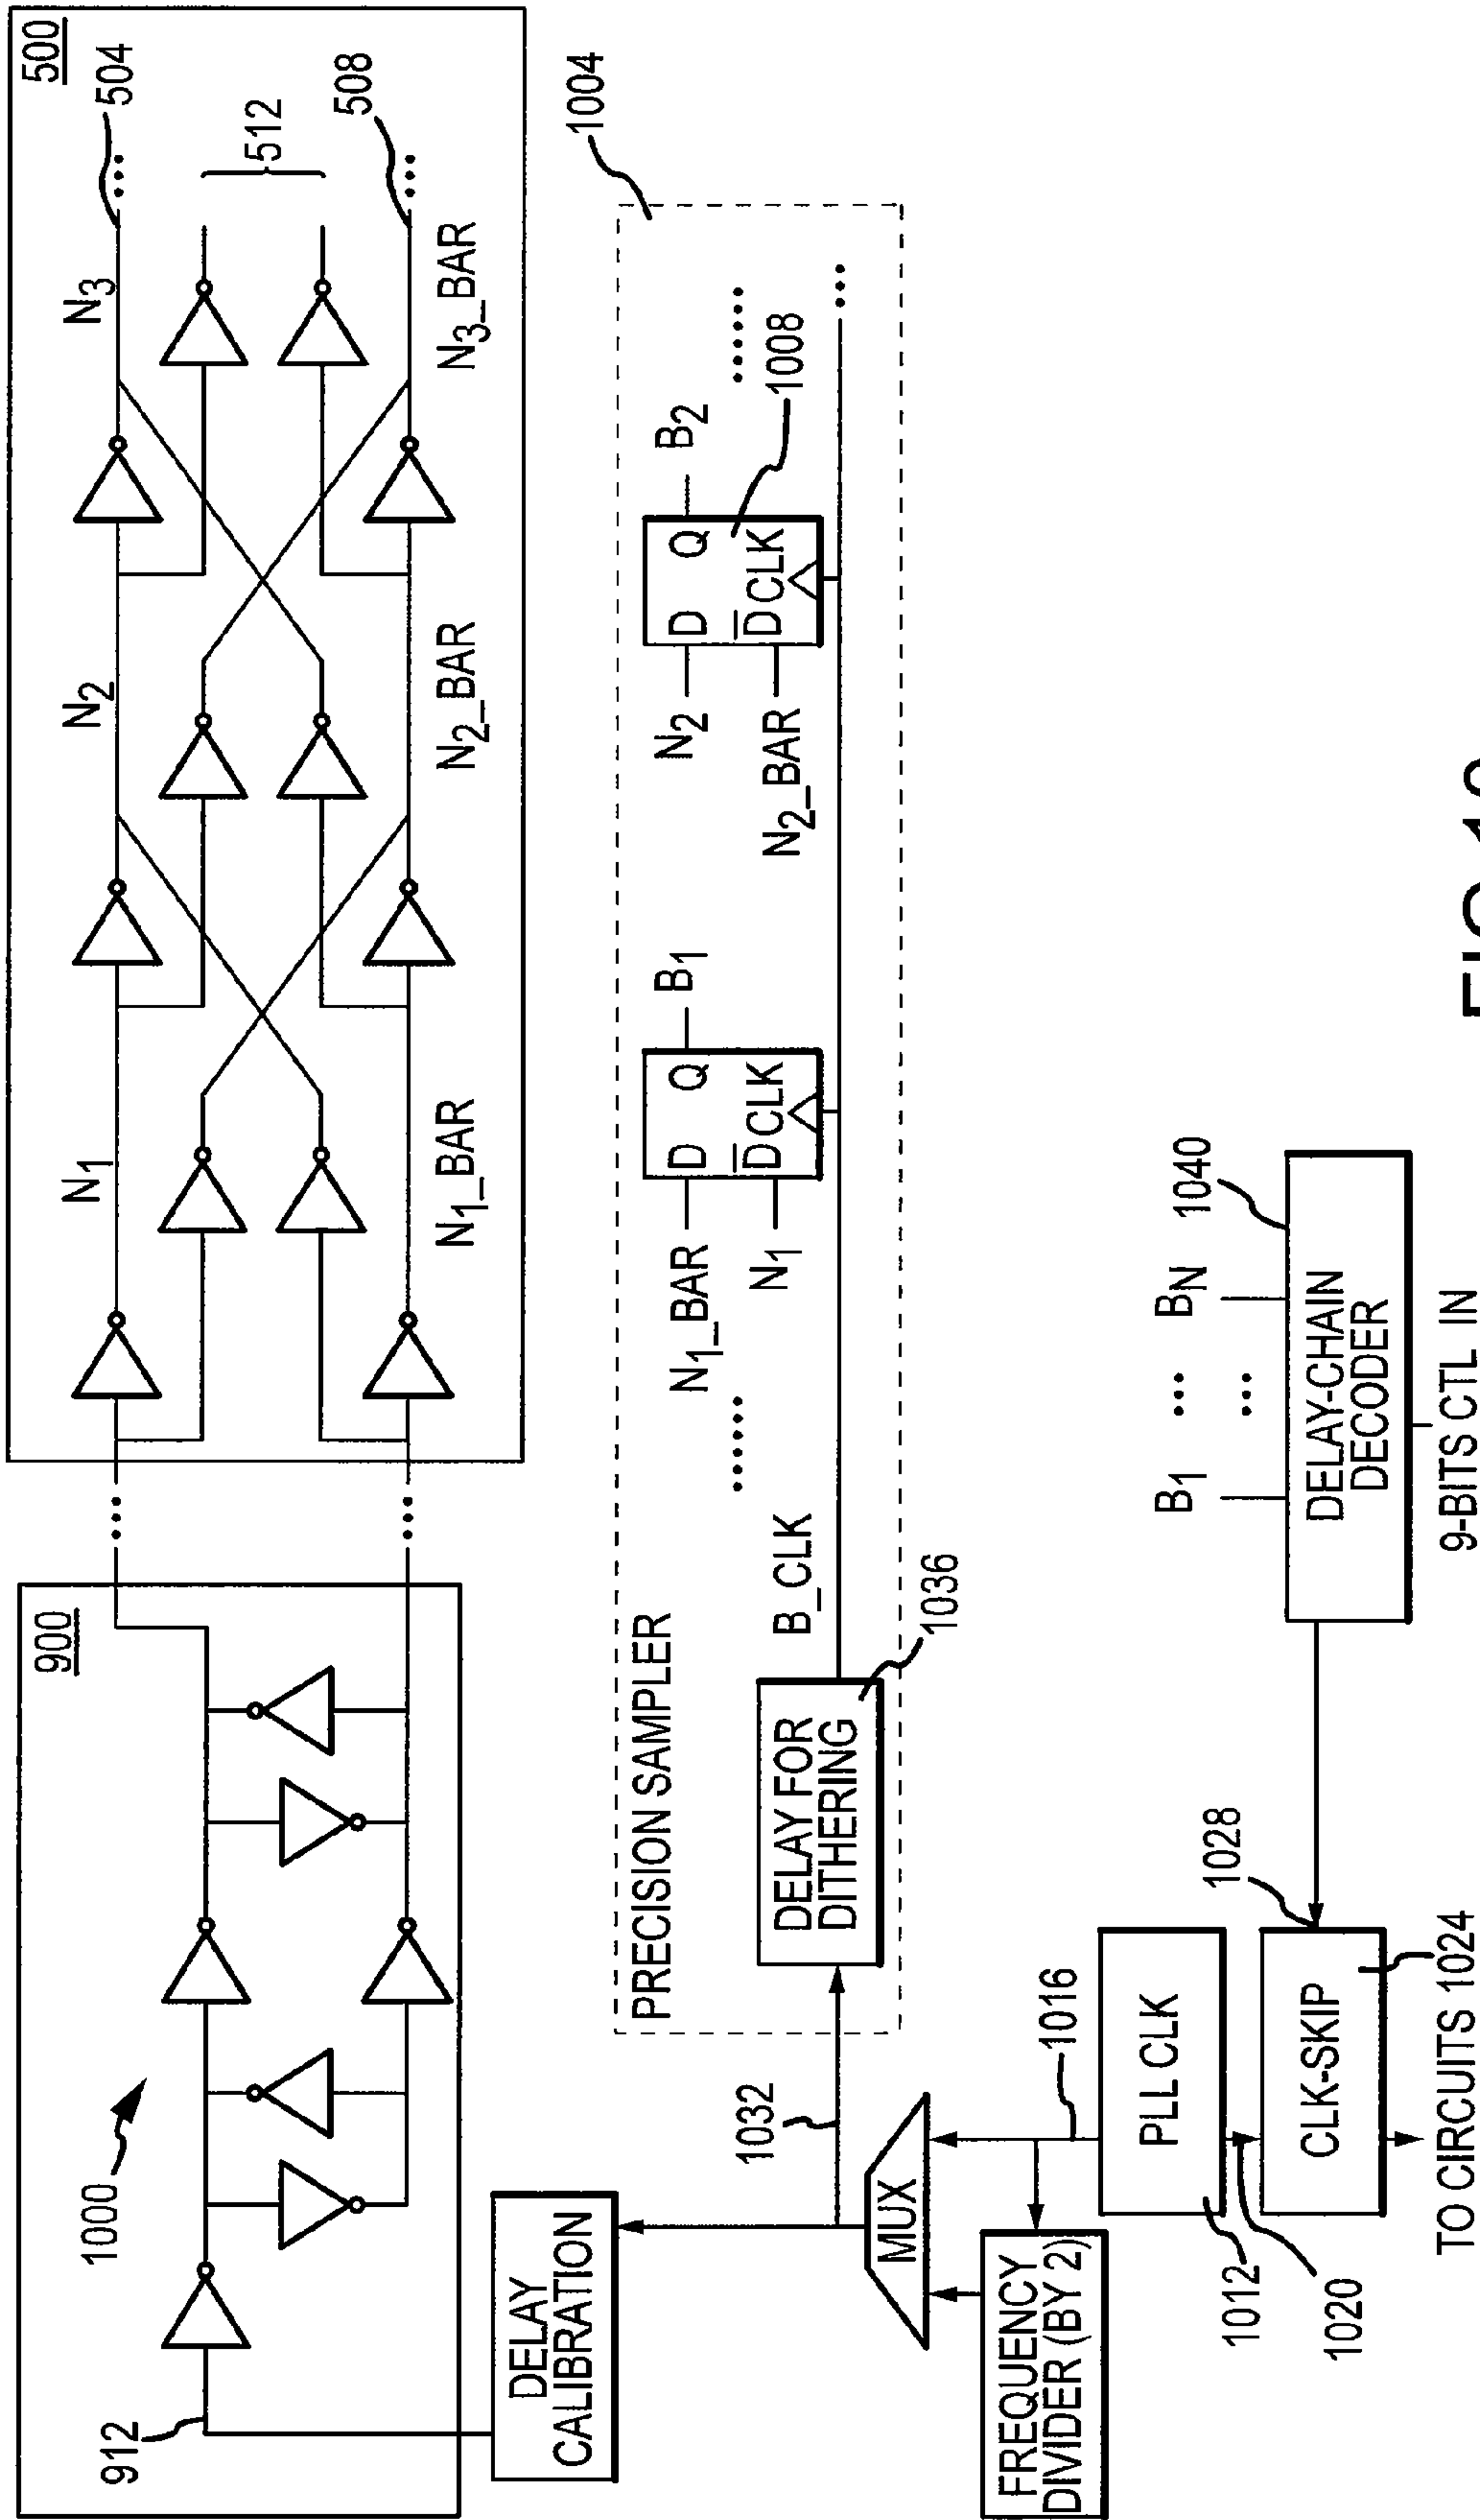 900
1000
912
500
504
512
508
N1
N2
N3
N1_BAR
N2_BAR
N3_BAR
DELAY
CALIBRATION
PRECISION SAMPLER
1004
N1_BAR
N1
D Q
D̅ CLK
B1
N2
N2_BAR
D Q
D̅ CLK
B2
1008
B_CLK
DELAY FOR
DITHERING
1036
1032
MUX
FREQUENCY
DIVIDER (BY 2)
1016
PLL CLK
1012
1020
CLK-SKIP
1028
TO CIRCUITS 1024
B1 ... BN
...
1040
DELAY-CHAIN
DECODER
9-BITS CTL IN